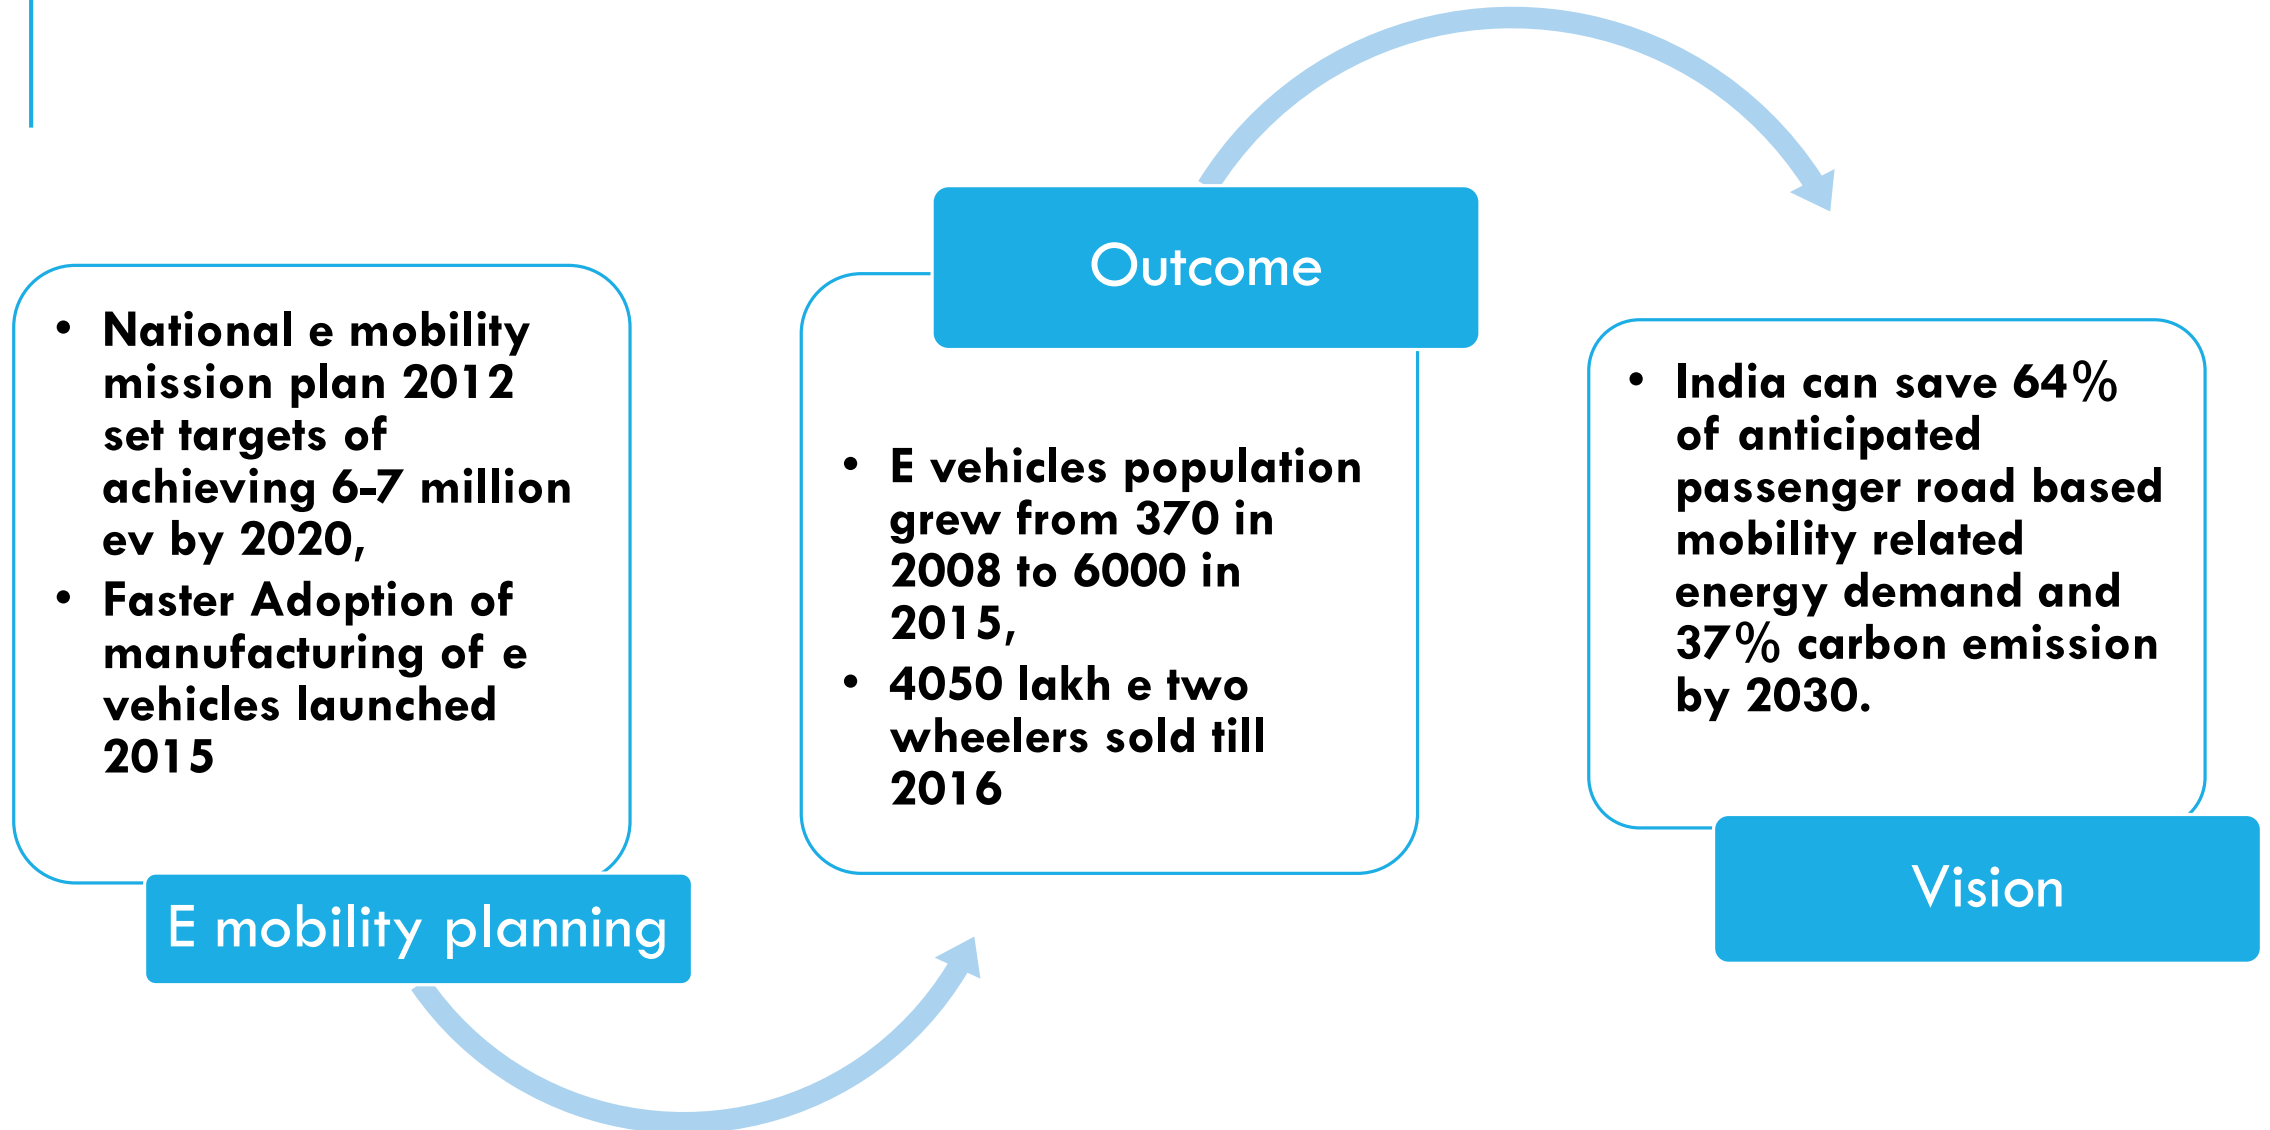 • National e mobility
mission plan 2012
set targets of
achieving 6-7 million
ev by 2020,
• Faster Adoption of
manufacturing of e
vehicles launched
2015
E mobility planning
Outcome
• E vehicles population
grew from 370 in
2008 to 6000 in
2015,
• 4050 lakh e two
wheelers sold till
2016
• India can save 64%
of anticipated
passenger road based
mobility related
energy demand and
37% carbon emission
by 2030.
Vision